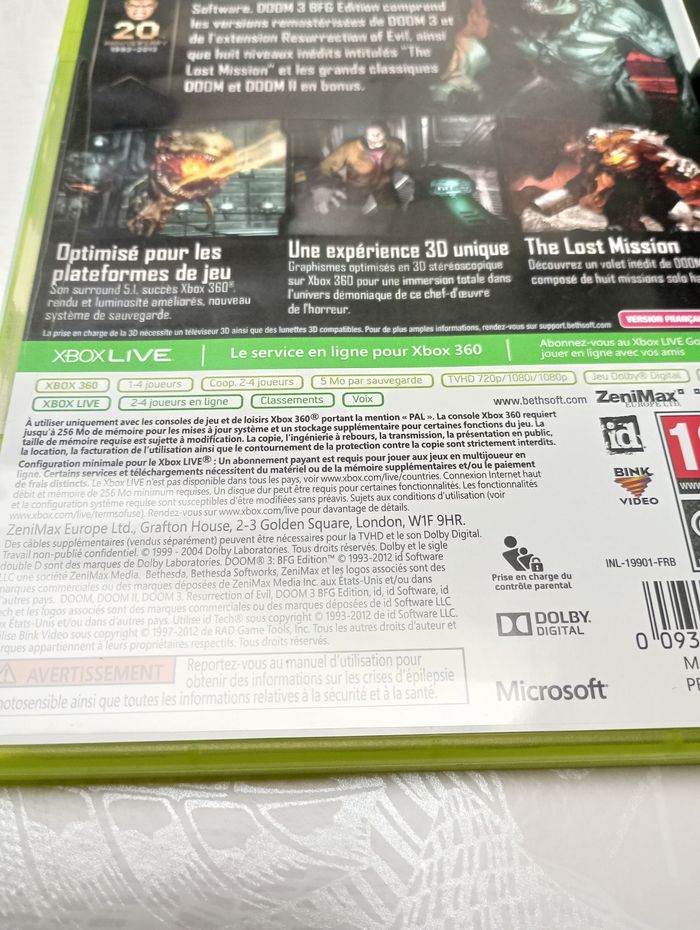 20
ANNIVERSARY
1993-2013
Software. DOOM 3 BFG Edition comprend
les versions remasterisées de DOOM 3 et
de l'extension Resurrection of Evil, ainsi
que huit niveaux inédits intitulés "The
Lost Mission" et les grands classiques
DOOM et DOOM II en bonus.
Optimisé pour les
plateformes de jeu
Son surround 5.1, succès Xbox 360®,
rendu et luminosité améliorés, nouveau
système de sauvegarde.
Une expérience 3D unique
Graphismes optimisés en 3D stéréoscopique
sur Xbox 360 pour une immersion totale dans
l'univers démoniaque de ce chef-d'œuvre
de l'horreur.
The Lost Mission
Découvrez un volet inédit de DOOM
composé de huit missions solo
La prise en charge de la 3D nécessite un téléviseur 3D ainsi que des lunettes 3D compatibles. Pour de plus amples informations, rendez-vous sur support.bethsoft.com
VERSION FRANÇA
XBOX LIVE
Le service en ligne pour Xbox 360
Abonnez-vous au Xbox LIVE Go
jouer en ligne avec vos amis
XBOX 360
1-4 joueurs
Coop. 2-4 joueurs
5 Mo par sauvegarde
TVHD 720p/1080i/1080p
Jeu Dolby® Digital
XBOX LIVE
2-4 joueurs en ligne
Classements
Voix
www.bethsoft.com
ZeniMax®
EUROPE LTD.
À utiliser uniquement avec les consoles de jeu et de loisirs Xbox 360® portant la mention « PAL ». La console Xbox 360 requiert
jusqu'à 256 Mo de mémoire pour les mises à jour système et un stockage supplémentaire pour certaines fonctions du jeu. La
taille de mémoire requise est sujette à modification. La copie, l'ingénierie à rebours, la transmission, la présentation en public,
la location, la facturation de l'utilisation ainsi que le contournement de la protection contre la copie sont strictement interdits.
Configuration minimale pour le Xbox LIVE® : Un abonnement payant est requis pour jouer aux jeux en multijoueur en
ligne. Certains services et téléchargements nécessitent du matériel ou de la mémoire supplémentaires et/ou le paiement
de frais distincts. Le Xbox LIVE n'est pas disponible dans tous les pays, voir www.xbox.com/live/countries. Connexion Internet haut
débit et mémoire de 256 Mo minimum requises. Un disque dur peut être requis pour certaines fonctionnalités. Les fonctionnalités
et la configuration système requise sont susceptibles d'être modifiées sans préavis. Sujets aux conditions d'utilisation (voir
www.xbox.com/live/termsofuse). Rendez-vous sur www.xbox.com/live pour davantage de détails.
ZeniMax Europe Ltd., Grafton House, 2-3 Golden Square, London, W1F 9HR.
Des câbles supplémentaires (vendus séparément) peuvent être nécessaires pour la TVHD et le son Dolby Digital.
Travail non-publié confidentiel. © 1999 - 2004 Dolby Laboratories. Tous droits réservés. Dolby et le sigle
double D sont des marques de Dolby Laboratories. DOOM® 3: BFG Edition™ © 1993-2012 id Software
LLC une société ZeniMax Media. Bethesda, Bethesda Softworks, ZeniMax et les logos associés sont des
marques commerciales ou des marques déposées de ZeniMax Media Inc. aux États-Unis et/ou dans
d'autres pays. DOOM, DOOM II, DOOM 3, Resurrection of Evil, DOOM 3 BFG Edition, id, id Software, id
Tech et les logos associés sont des marques commerciales ou des marques déposées de id Software LLC
aux États-Unis et/ou dans d'autres pays. Utilise id Tech® sous copyright © 1993-2012 de id Software LLC.
Utilise Bink Video sous copyright © 1997-2012 de RAD Game Tools, Inc. Tous les autres droits d'auteur et
marques appartiennent à leurs propriétaires respectifs. Tous droits réservés.
id
BINK
VIDEO
INL-19901-FRB
Prise en charge du
contrôle parental
DOLBY.
DIGITAL
Microsoft
0 093
AVERTISSEMENT
Reportez-vous au manuel d'utilisation pour
obtenir des informations sur les crises d'épilepsie
photosensible ainsi que toutes les informations relatives à la sécurité et à la santé.